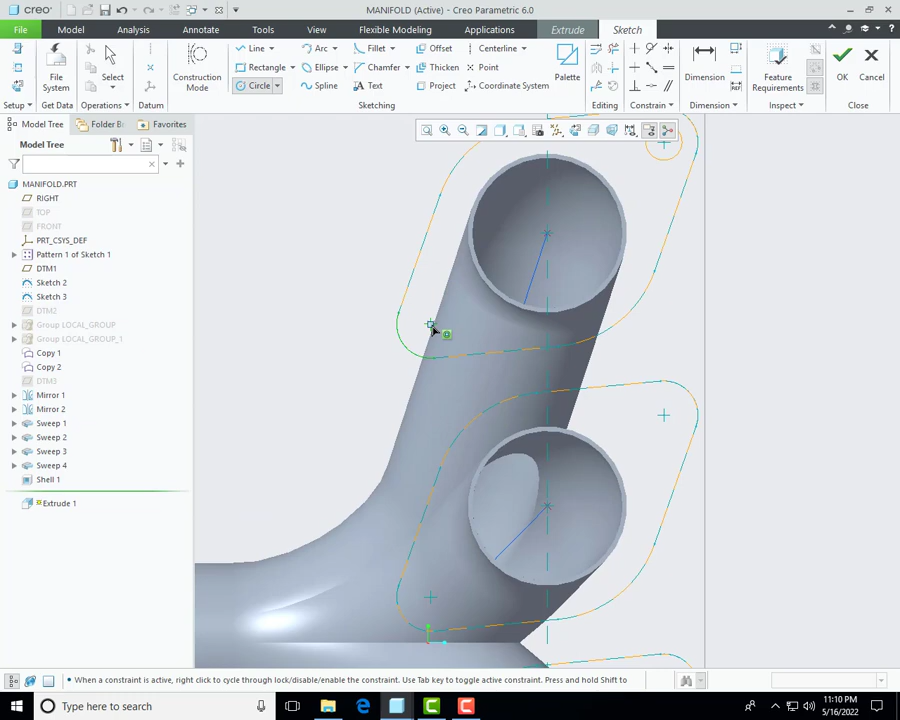 creo
MANIFOLD (Active) - Creo Parametric 6.0
File Model Analysis Annotate Tools View Flexible Modeling Applications Extrude Sketch
Line Arc Fillet Offset Centerline
Rectangle Ellipse Chamfer Thicken Point
Circle Spline Text Project Coordinate System
File System
Select
Construction Mode
Palette
Dimension
Feature Requirements
OK
Cancel
Setup Get Data Operations Datum Sketching Editing Constrain Dimension Inspect Close
Model Tree Folder Br Favorites
Model Tree
MANIFOLD.PRT
RIGHT
TOP
FRONT
PRT_CSYS_DEF
Pattern 1 of Sketch 1
DTM1
Sketch 2
Sketch 3
DTM2
Group LOCAL_GROUP
Group LOCAL_GROUP_1
Copy 1
Copy 2
DTM3
Mirror 1
Mirror 2
Sweep 1
Sweep 2
Sweep 3
Sweep 4
Shell 1
Extrude 1
When a constraint is active, right click to cycle through lock/disable/enable the constraint. Use Tab key to toggle active constraint. Press and hold Shift to
Type here to search
11:10 PM
5/16/2022